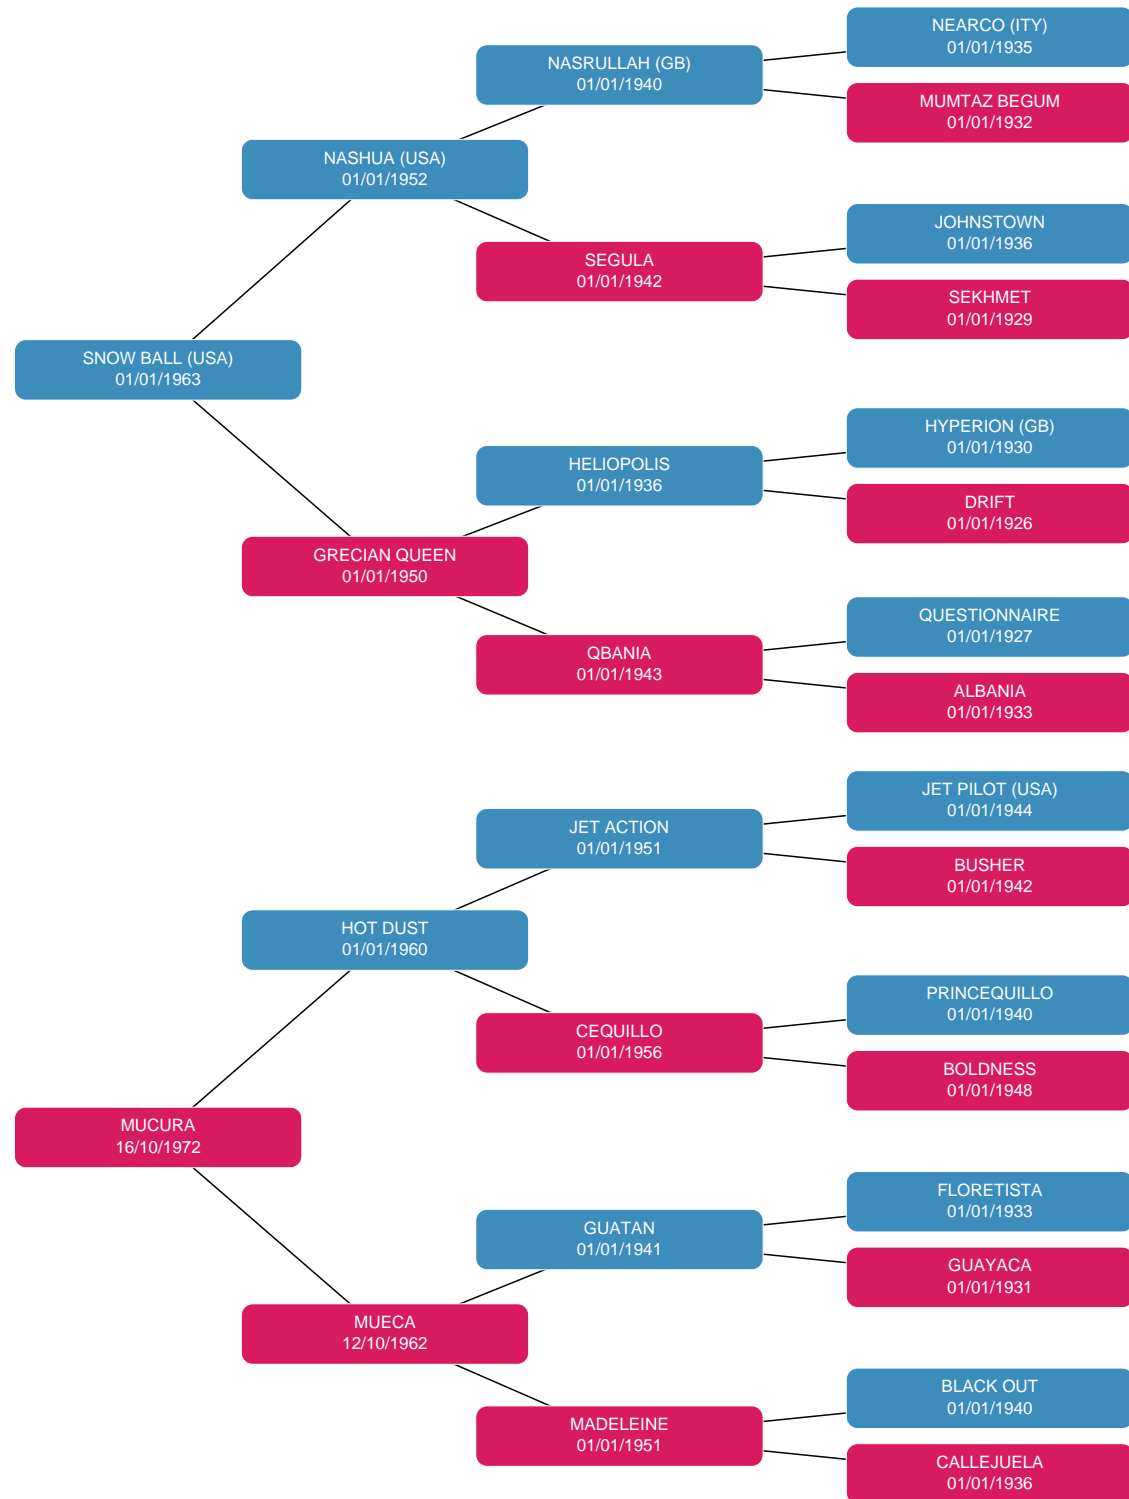 NEARCO (ITY)
01/01/1935
NASRULLAH (GB)
01/01/1940
MUMTAZ BEGUM
01/01/1932
NASHUA (USA)
01/01/1952
JOHNSTOWN
01/01/1936
SEGULA
01/01/1942
SEKHMET
01/01/1929
SNOW BALL (USA)
01/01/1963
HYPERION (GB)
01/01/1930
HELIOPOLIS
01/01/1936
DRIFT
01/01/1926
GRECIAN QUEEN
01/01/1950
QUESTIONNAIRE
01/01/1927
QBANIA
01/01/1943
ALBANIA
01/01/1933
JET PILOT (USA)
01/01/1944
JET ACTION
01/01/1951
BUSHER
01/01/1942
HOT DUST
01/01/1960
PRINCEQUILLO
01/01/1940
CEQUILLO
01/01/1956
BOLDNESS
01/01/1948
MUCURA
16/10/1972
FLORETISTA
01/01/1933
GUATAN
01/01/1941
GUAYACA
01/01/1931
MUECA
12/10/1962
BLACK OUT
01/01/1940
MADELEINE
01/01/1951
CALLEJUELA
01/01/1936